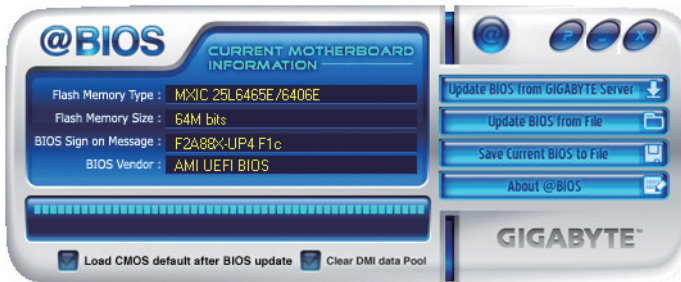 @BIOS
CURRENT MOTHERBOARD
INFORMATION
Flash Memory Type : MXIC 25L6465E/6406E
Flash Memory Size : 64M bits
BIOS Sign on Message : F2A88X-UP4 F1c
BIOS Vendor : AMI UEFI BIOS
Load CMOS default after BIOS update Clear DMI data Pool
@ ? _ X
Update BIOS from GIGABYTE Server
Update BIOS from File
Save Current BIOS to File
About @BIOS
GIGABYTE™